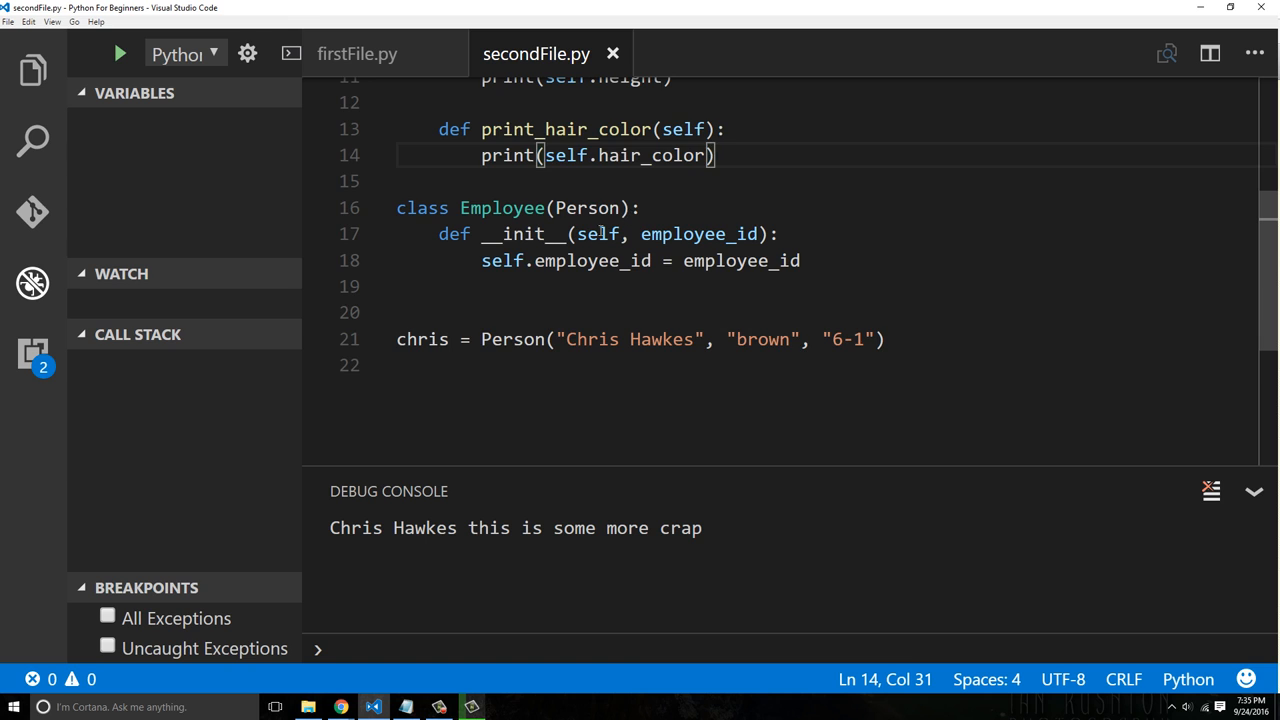 secondFile.py - Python For Beginners - Visual Studio Code
File Edit View Go Help
Python
firstFile.py
secondFile.py
VARIABLES
WATCH
CALL STACK
BREAKPOINTS
All Exceptions
Uncaught Exceptions
2
11 print(self.height)
12
13 def print_hair_color(self):
14 print(self.hair_color)
15
16 class Employee(Person):
17 def __init__(self, employee_id):
18 self.employee_id = employee_id
19
20
21 chris = Person("Chris Hawkes", "brown", "6-1")
22
DEBUG CONSOLE
Chris Hawkes this is some more crap
0 0
Ln 14, Col 31 Spaces: 4 UTF-8 CRLF Python
I'm Cortana. Ask me anything.
7:35 PM
9/24/2016